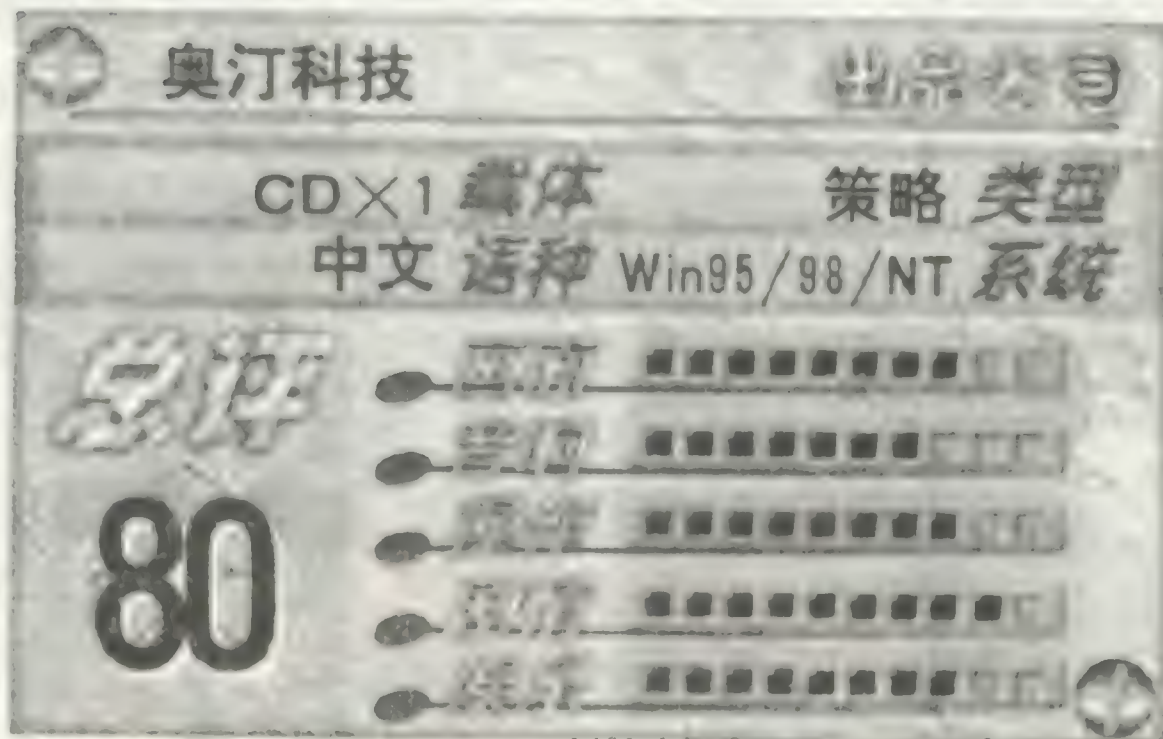 奥汀科技 出品公司
CD×1 载体 策略 类型
中文 语种 Win95/98/NT 系统
总评
80